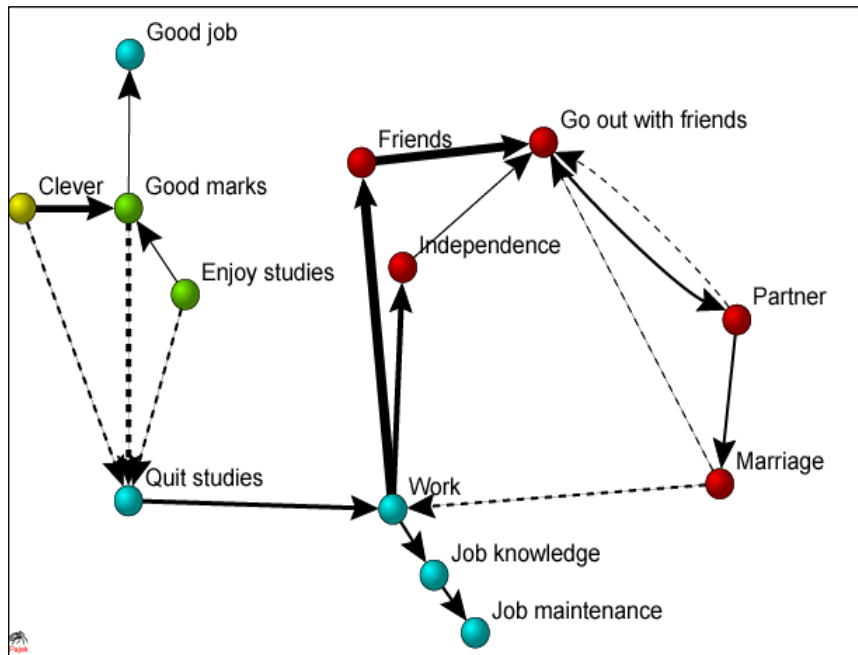 Good job
Friends
Go out with friends
Clever
Good marks
Independence
Enjoy studies
Partner
Quit studies
Work
Marriage
Job knowledge
Job maintenance
Pajek